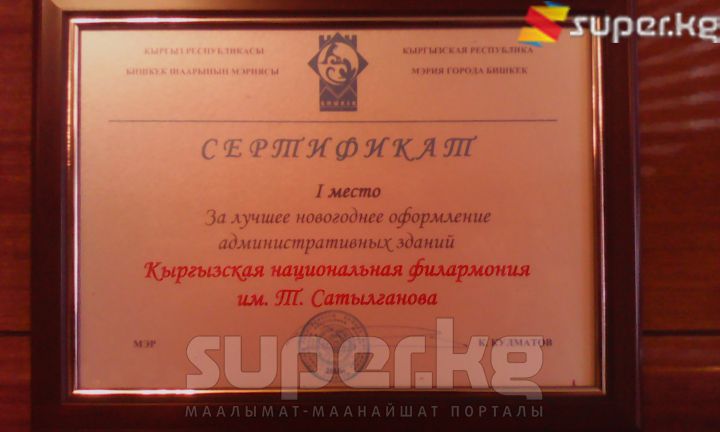 super.kg
КЫРГЫЗ РЕСПУБЛИКАСЫ
БИШКЕК ШААРЫНЫН МЭРИЯСЫ
БИШКЕК
КЫРГЫЗСКАЯ РЕСПУБЛИКА
МЭРИЯ ГОРОДА БИШКЕК
СЕРТИФИКАТ
I место
За лучшее новогоднее оформление
административных зданий
Кыргызская национальная филармония
им. Т. Сатылганова
МЭР
К. КУЛМАТОВ
super.kg
МААЛЫМАТ-МААНАЙШАТ ПОРТАЛЫ